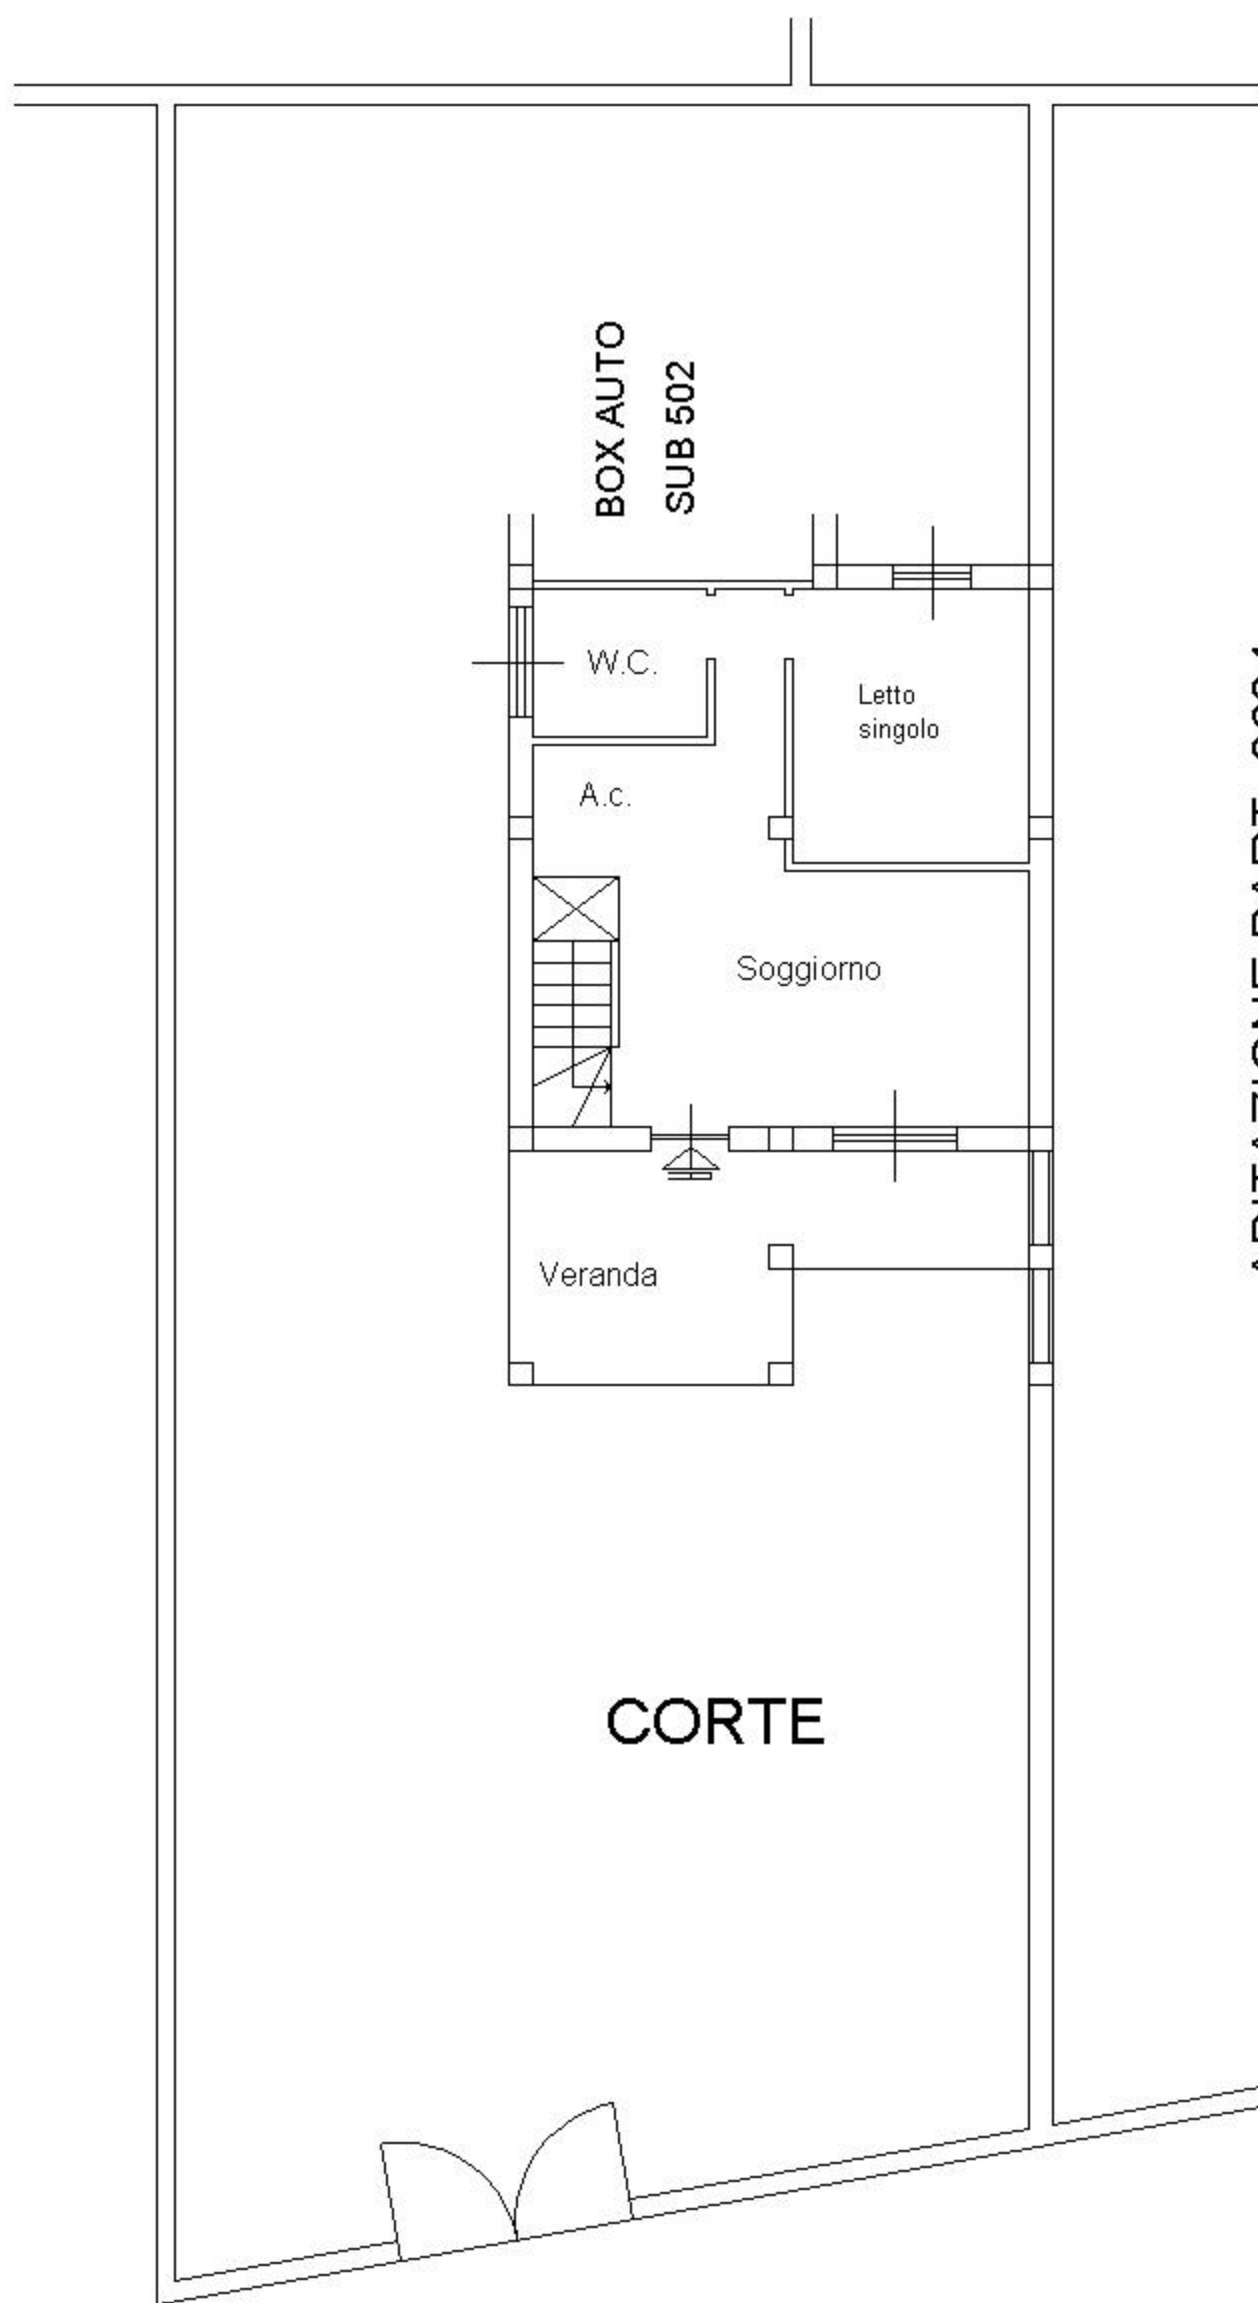 BOX AUTO
SUB 502
W.C.
Letto
singolo
A.c.
Soggiorno
Veranda
CORTE